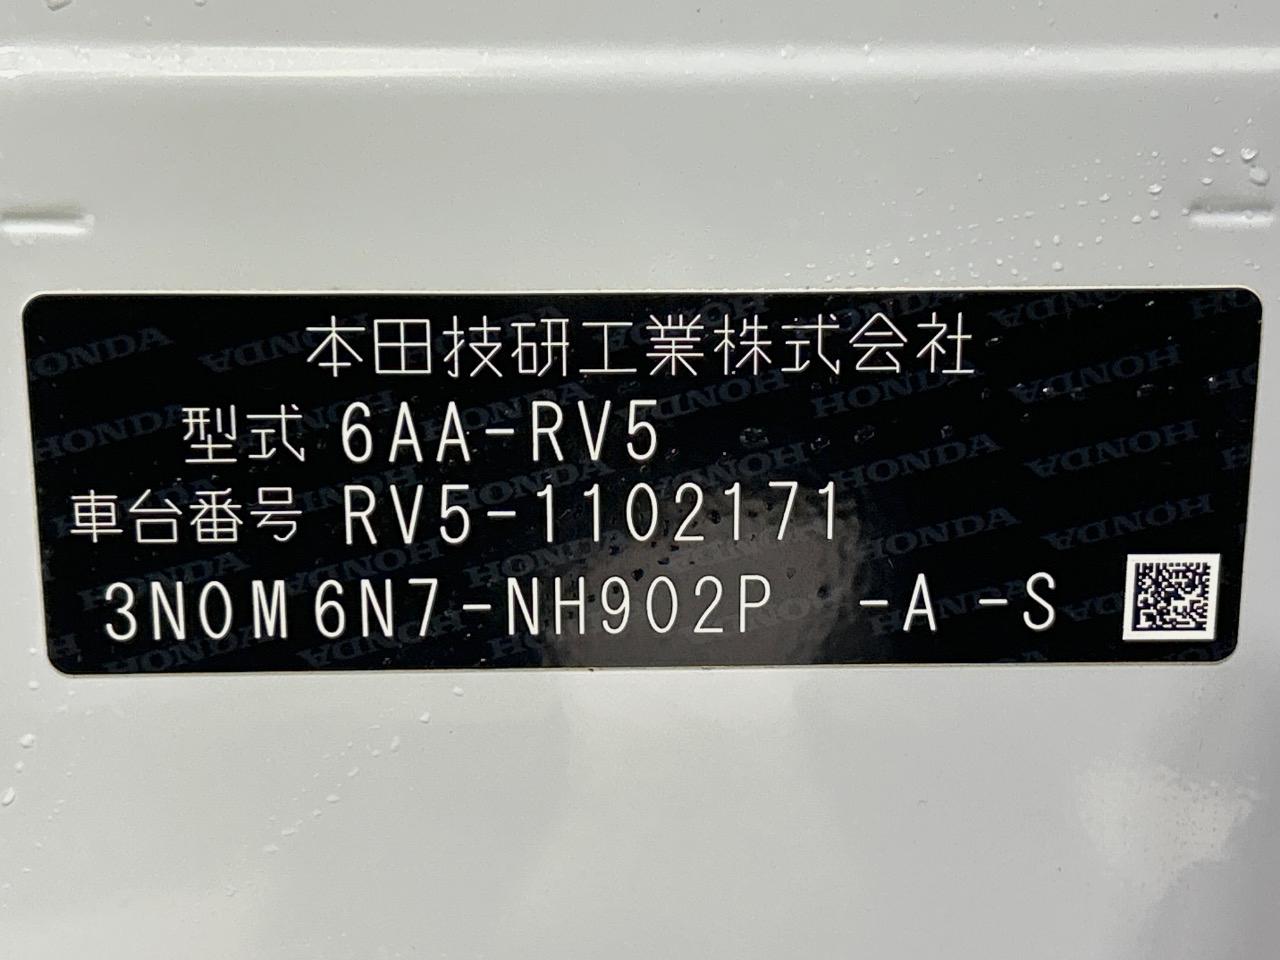 本田技研工業株式会社
型式 6AA-RV5
車台番号 RV5-1102171
3N0M6N7-NH902P -A -S